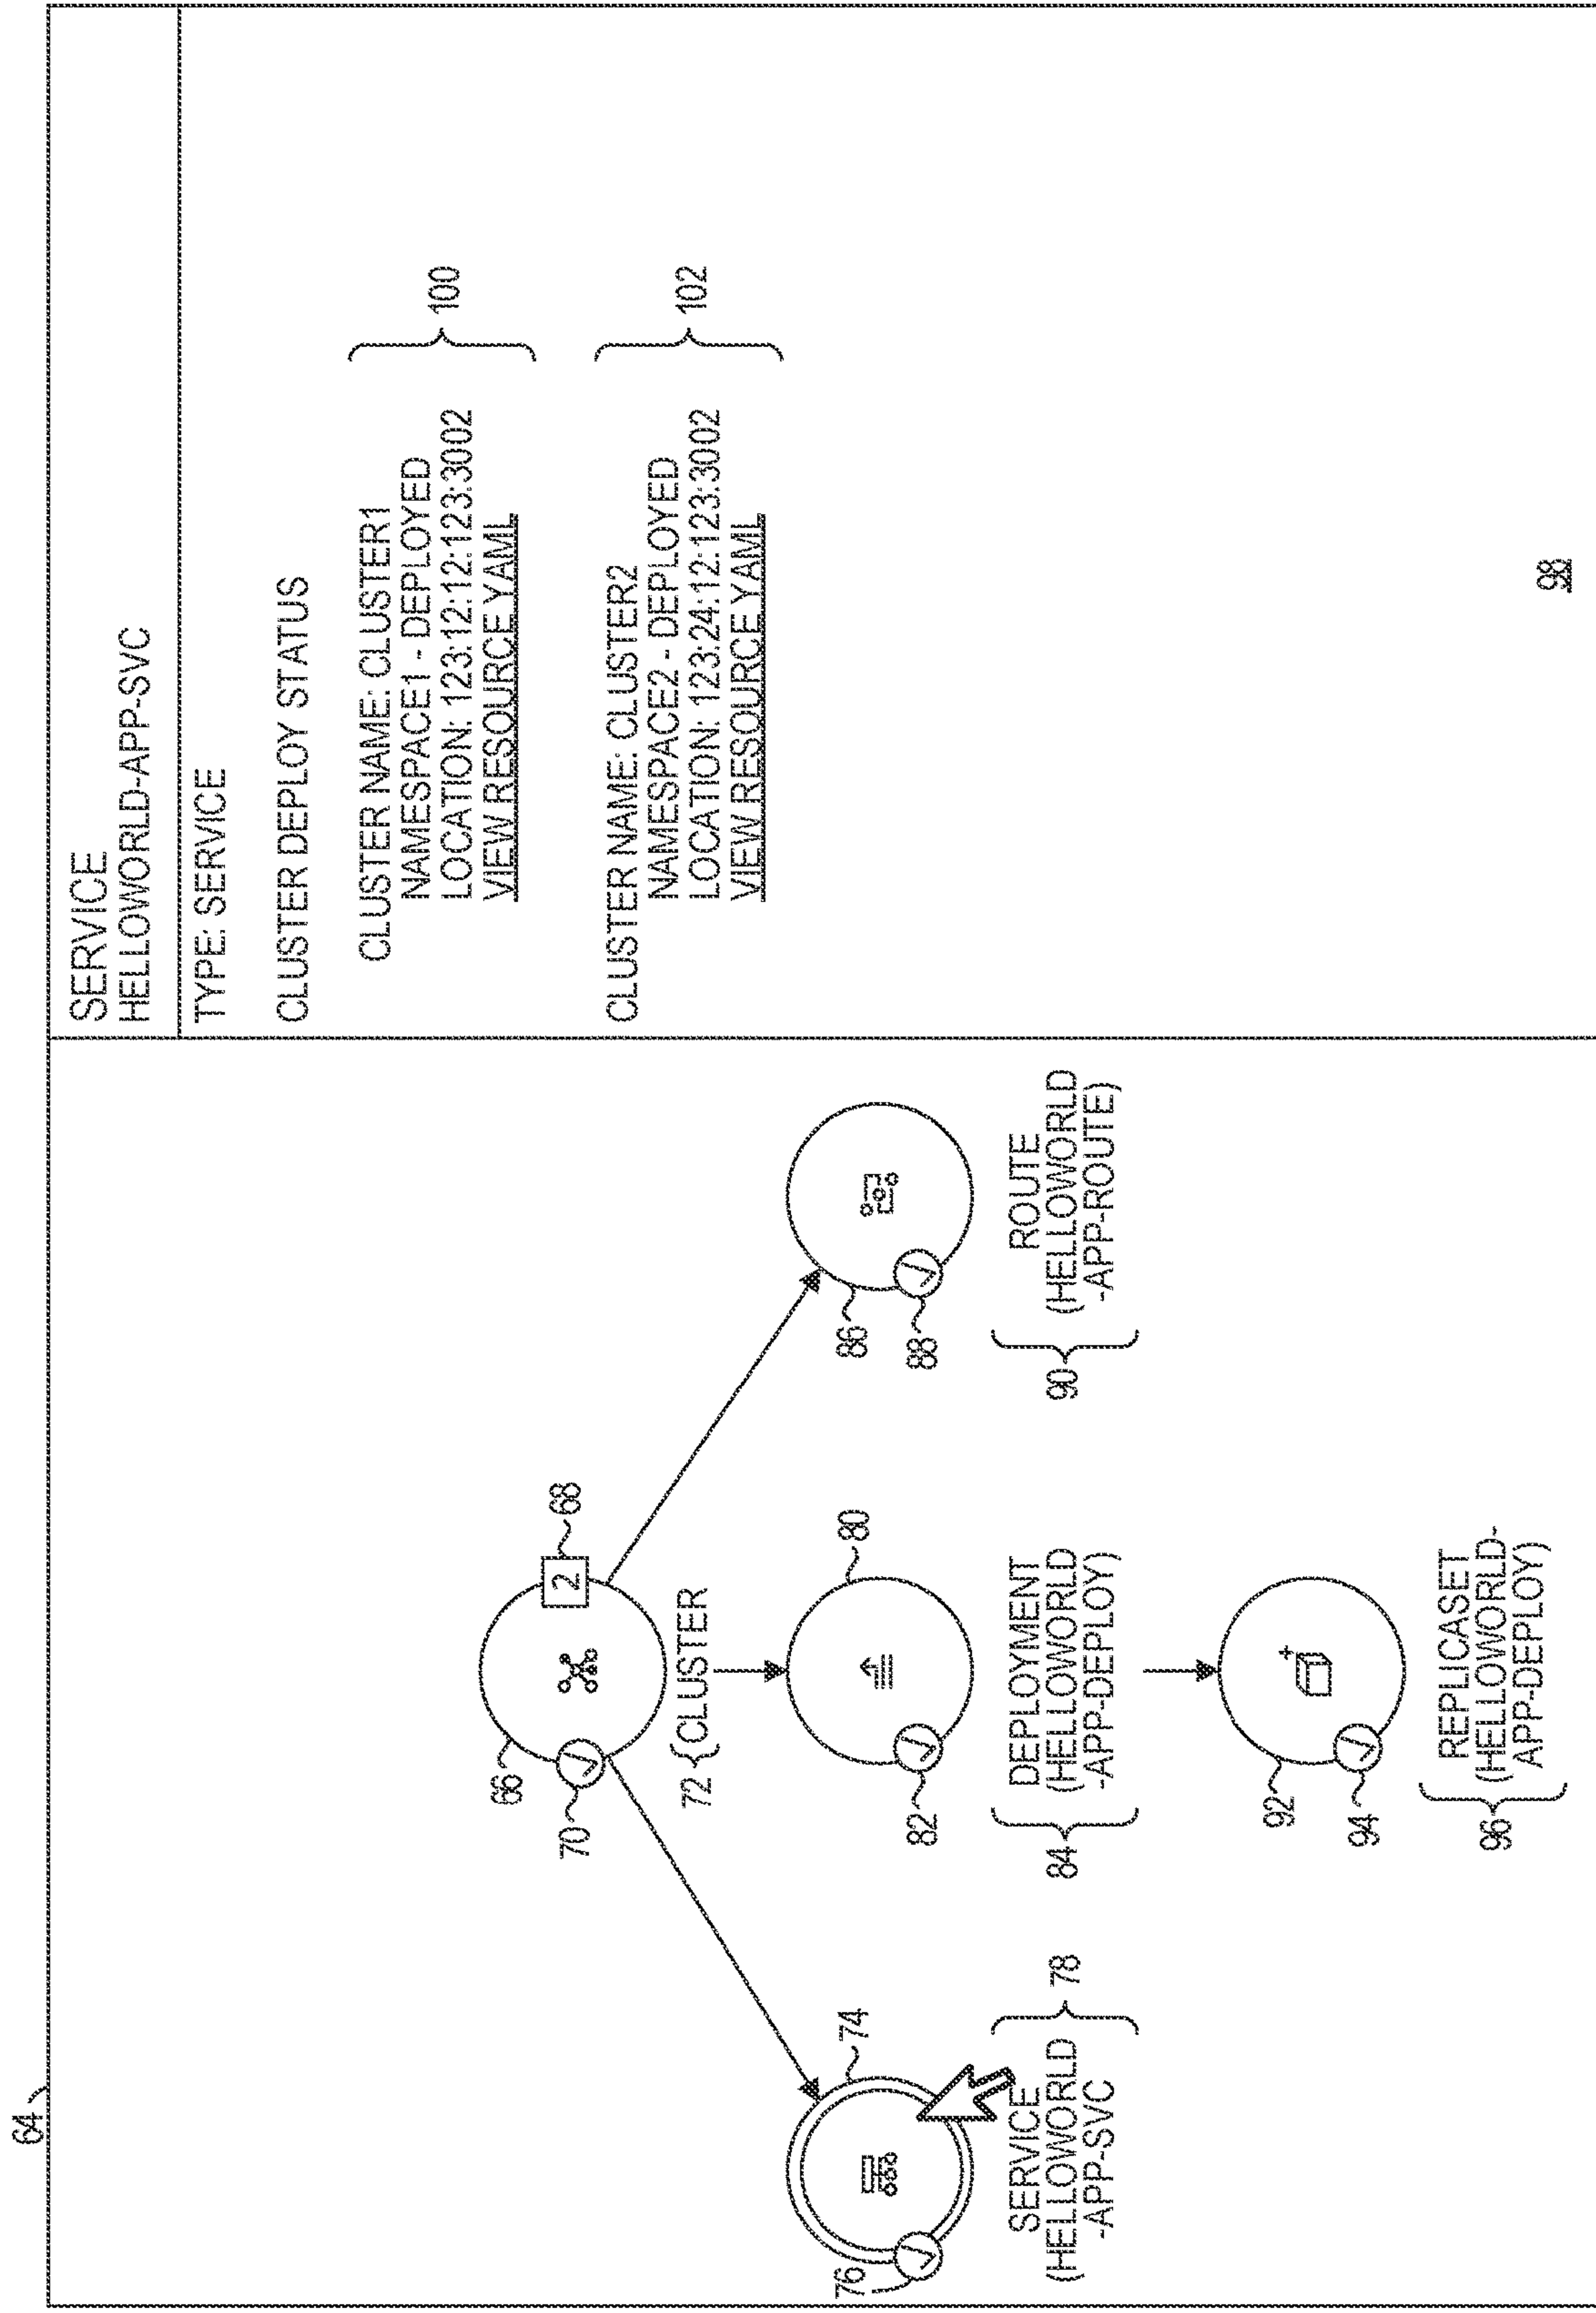 64
66
2
68
70
72
CLUSTER
74
76
SERVICE
(HELLOWORLD
-APP-SVC
78
80
82
DEPLOYMENT
(HELLOWORLD
-APP-DEPLOY)
84
86
88
ROUTE
(HELLOWORLD
-APP-ROUTE)
90
92
94
REPLICASET
(HELLOWORLD-
APP-DEPLOY)
96
SERVICE
HELLOWORLD-APP-SVC
TYPE: SERVICE
CLUSTER DEPLOY STATUS
CLUSTER NAME: CLUSTER1
NAMESPACE1 - DEPLOYED
LOCATION: 123:12:12:123:3002
VIEW RESOURCE YAML
100
CLUSTER NAME: CLUSTER2
NAMESPACE2 - DEPLOYED
LOCATION: 123:24:12:123:3002
VIEW RESOURCE YAML
102
98